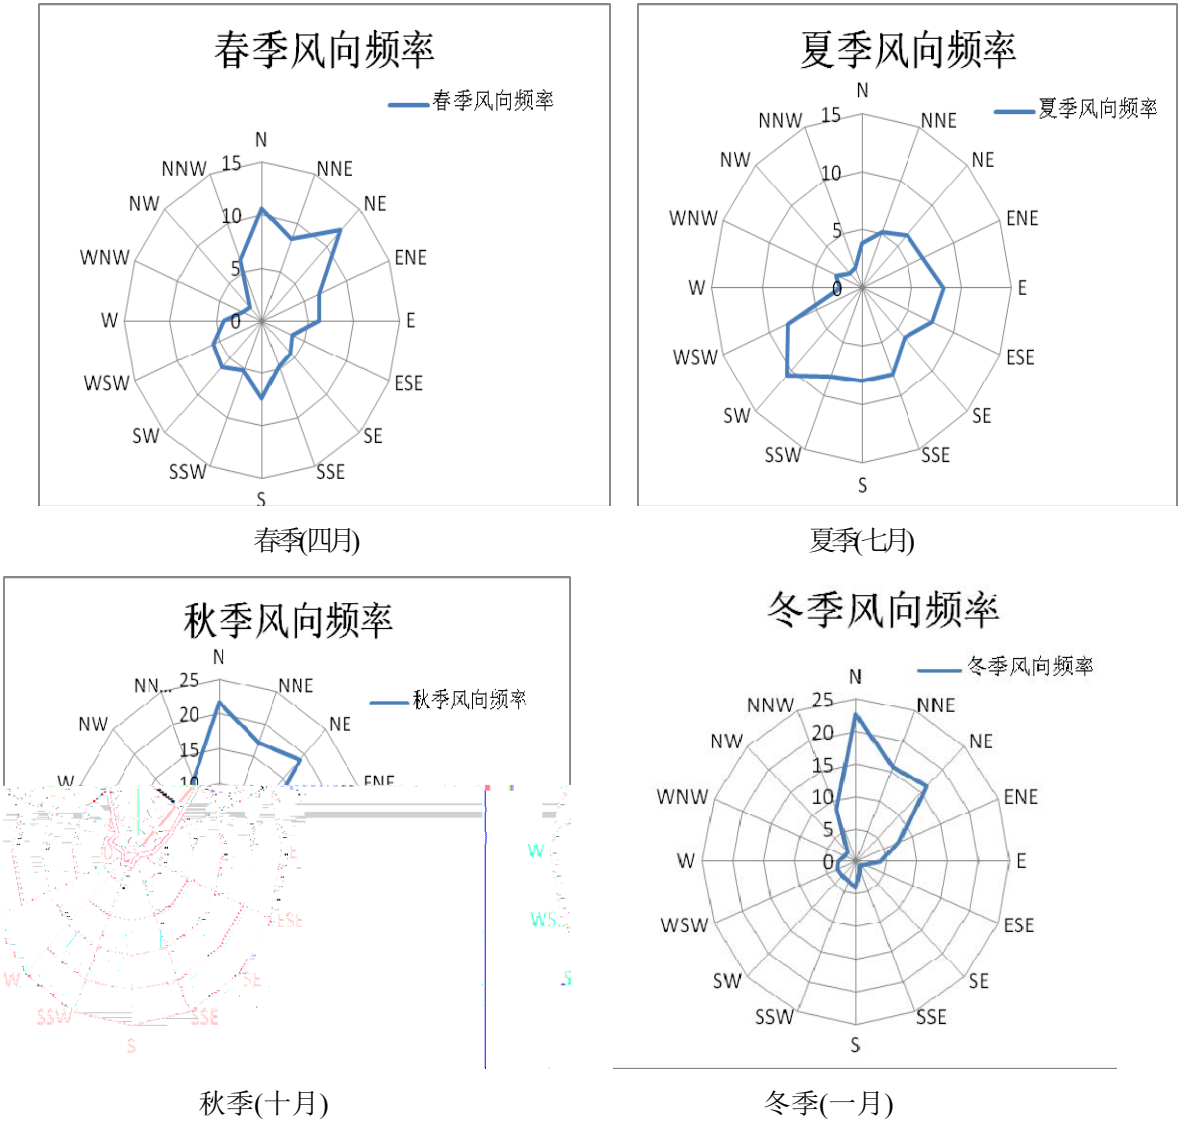 春季风向频率
春季风向频率
N
NNW 15 NNE
NW NE
10
WNW ENE
5
W 0 E
WSW ESE
SW SE
SSW SSE
S
春季(四月)
夏季风向频率
夏季风向频率
N
NNW 15 NNE
NW NE
10
WNW ENE
5
W 0 E
WSW ESE
SW SE
SSW SSE
S
夏季(七月)
秋季风向频率
秋季风向频率
N
NN... 25 NNE
NW 20 NE
15
W
E
W
ESE
WS...
W SE S
SSW SSE
S
秋季(十月)
冬季风向频率
冬季风向频率
N
NNW 25 NNE
NW 20 NE
15
WNW 10 ENE
5
W 0 E
WSW ESE
SW SE
SSW SSE
S
冬季(一月)